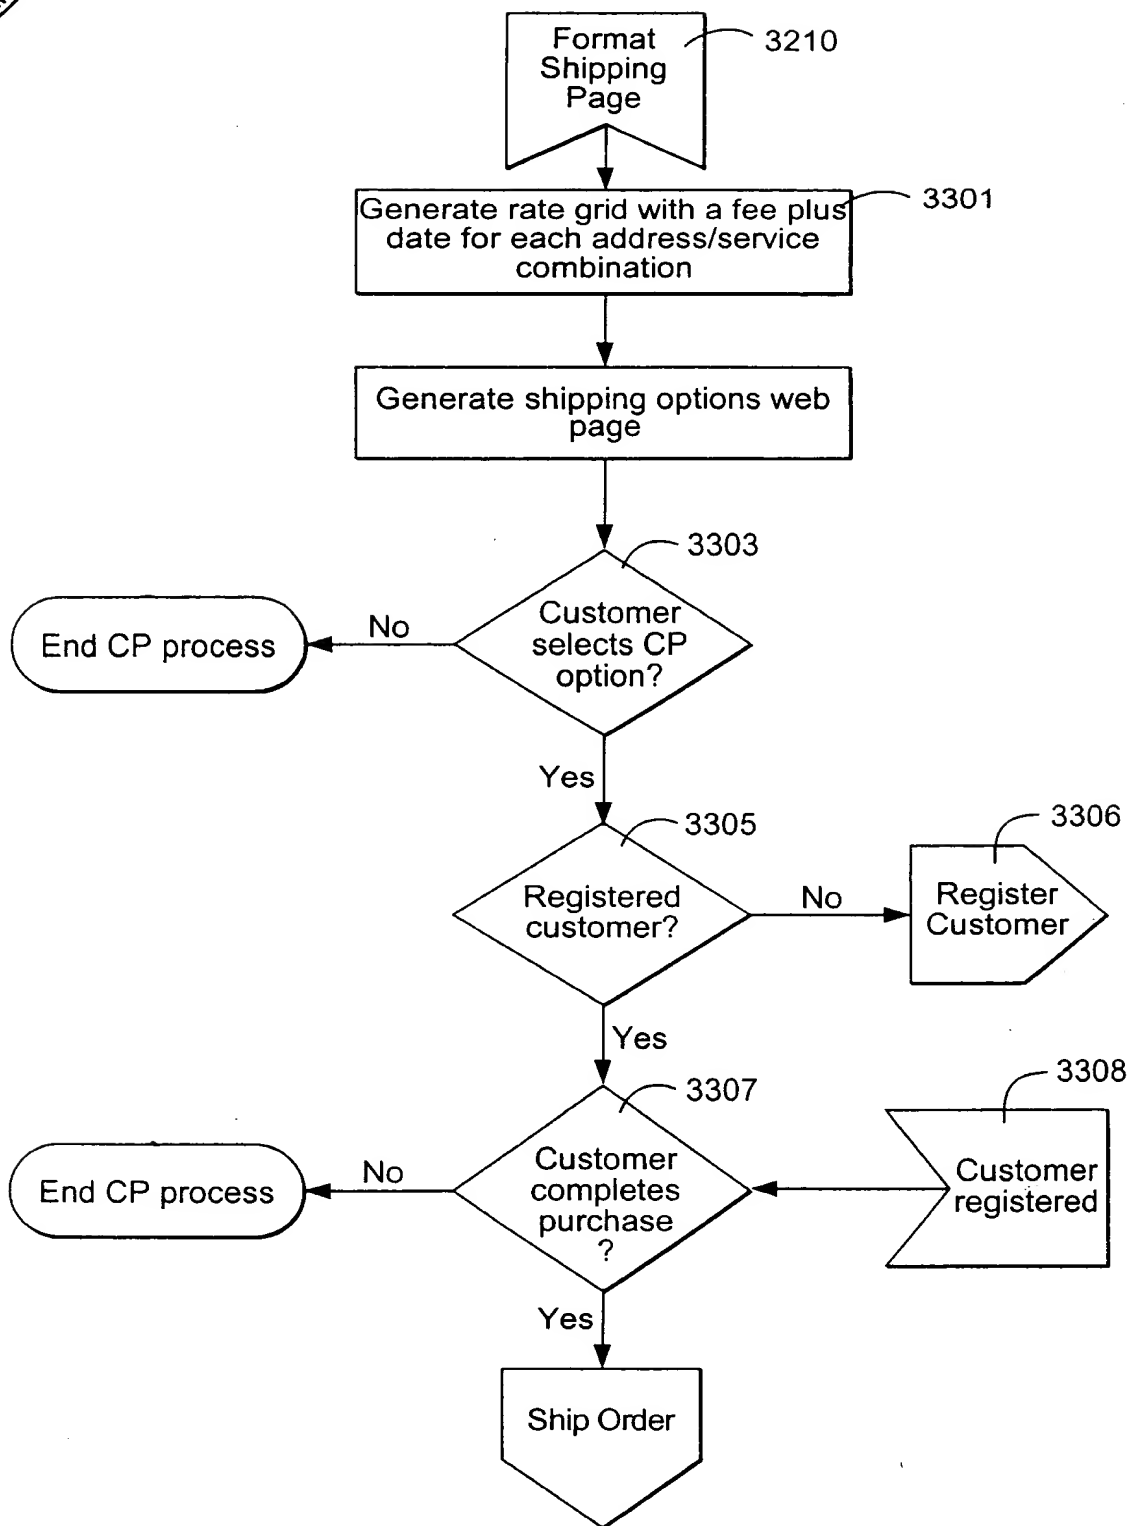 Format
Shipping
Page
3210
Generate rate grid with a fee plus
date for each address/service
combination
3301
Generate shipping options web
page
3303
Customer
selects CP
option?
No
End CP process
Yes
3305
Registered
customer?
No
3306
Register
Customer
Yes
3307
Customer
completes
purchase
?
3308
Customer
registered
No
End CP process
Yes
Ship Order